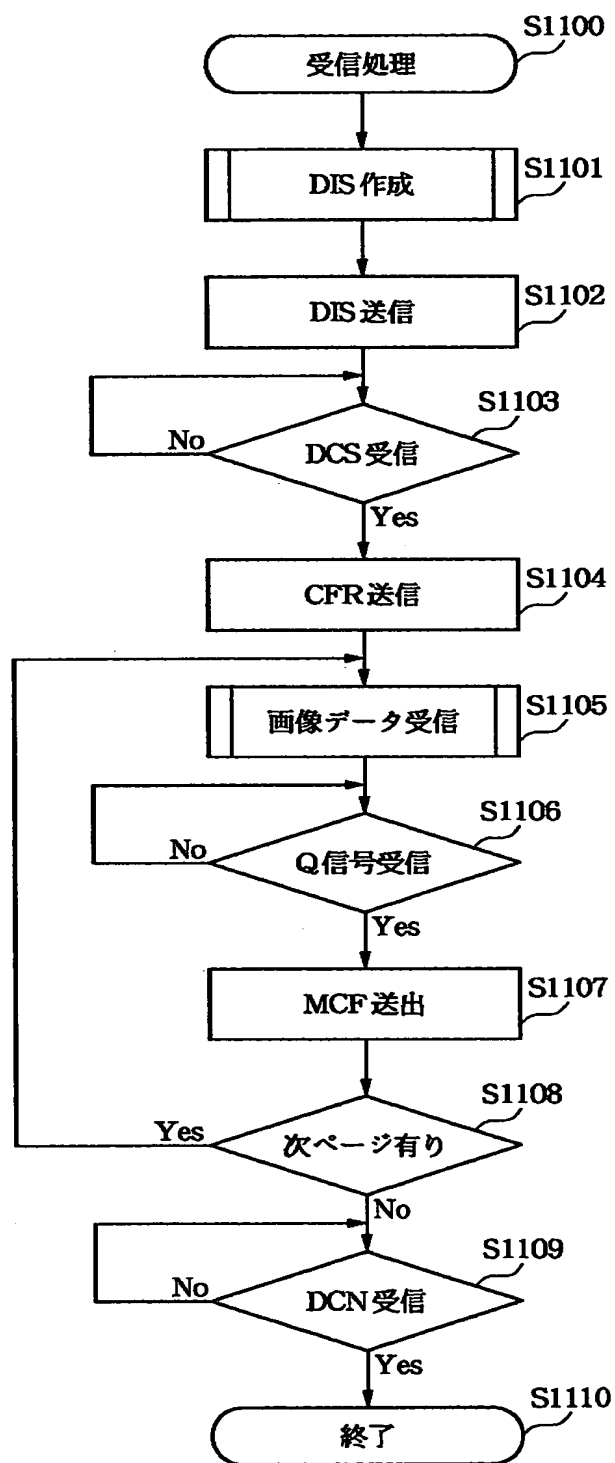 S1100
受信処理
S1101
DIS作成
S1102
DIS送信
S1103
DCS受信
No
Yes
S1104
CFR送信
S1105
画像データ受信
S1106
Q信号受信
No
Yes
S1107
MCF送出
S1108
次ページ有り
Yes
No
S1109
DCN受信
No
Yes
S1110
終了